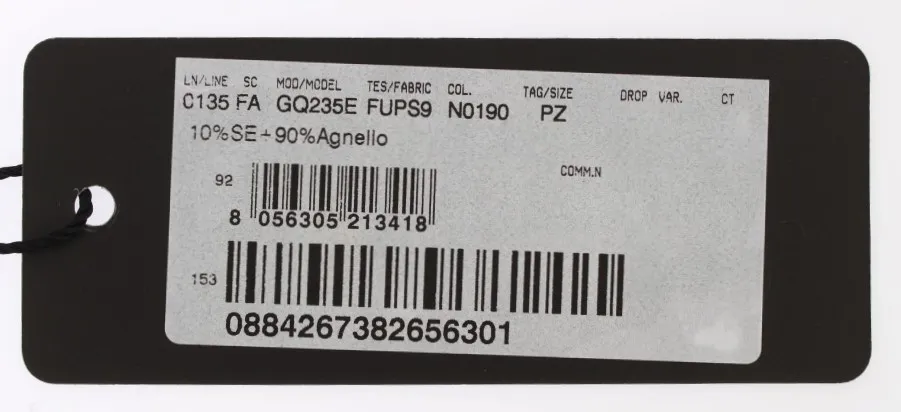 LN/LINE SC MOD/MODEL TES/FABRIC COL. TAG/SIZE DROP VAR. CT
C135 FA GQ235E FUPS9 N0190 PZ
10%SE+90%Agnello
COMM.N
92
8 056305 213418
153
0884267382656301